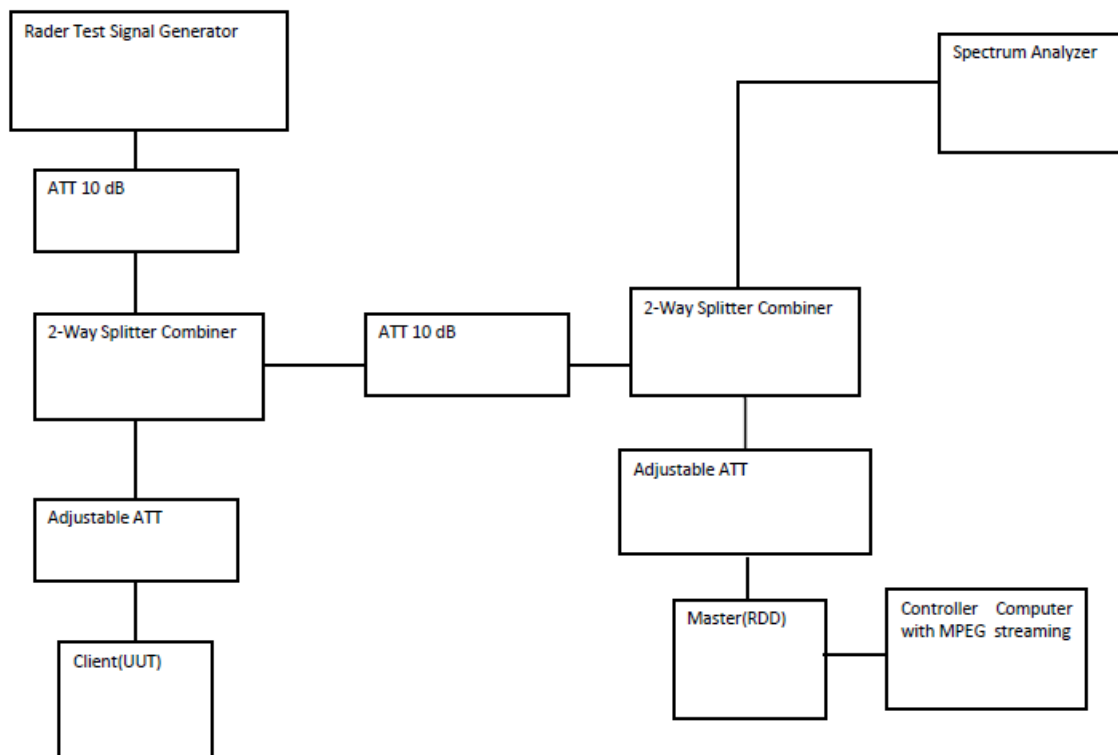 Rader Test Signal Generator
Spectrum Analyzer
ATT 10 dB
2-Way Splitter Combiner
ATT 10 dB
2-Way Splitter Combiner
Adjustable ATT
Adjustable ATT
Client(UUT)
Master(RDD)
Controller Computer
with MPEG streaming